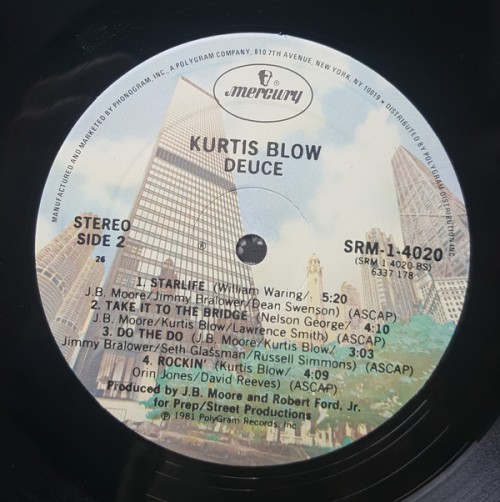 MANUFACTURED AND MARKETED BY PHONOGRAM, INC., A POLYGRAM COMPANY, 810 7TH AVENUE, NEW YORK, NY 10019 • DISTRIBUTED BY POLYGRAM DISTRIBUTION INC.
mercury
®
KURTIS BLOW
DEUCE
STEREO
SIDE 2
26
SRM-1-4020
(SRM 1 4020-BS)
6337 178
1. STARLIFE (William Waring/ 5:20
J.B. Moore/Jimmy Bralower/Dean Swenson) (ASCAP)
2. TAKE IT TO THE BRIDGE (Nelson George/ 4:10
J.B. Moore/Kurtis Blow/Lawrence Smith) (ASCAP)
3. DO THE DO (J.B. Moore/Kurtis Blow/ 3:03
Jimmy Bralower/Seth Glassman/Russell Simmons) (ASCAP)
4. ROCKIN' (Kurtis Blow/ 4:09
Orin Jones/David Reeves) (ASCAP)
Produced by J.B. Moore and Robert Ford, Jr.
for Prep/Street Productions
℗ 1981 PolyGram Records, Inc.